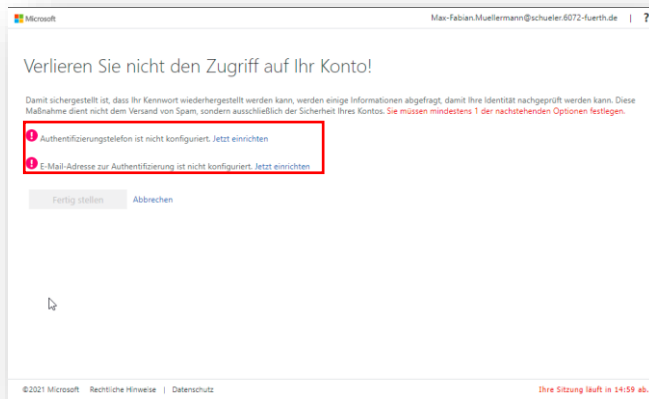 Microsoft
Max-Fabian.Muellermann@schueler.6072-fuerth.de | ?
Verlieren Sie nicht den Zugriff auf Ihr Konto!
Damit sichergestellt ist, dass Ihr Kennwort wiederhergestellt werden kann, werden einige Informationen abgefragt, damit Ihre Identität nachgeprüft werden kann. Diese
Maßnahme dient nicht dem Versand von Spam, sondern ausschließlich der Sicherheit Ihres Kontos. Sie müssen mindestens 1 der nachstehenden Optionen festlegen.
! Authentifizierungstelefon ist nicht konfiguriert. Jetzt einrichten
! E-Mail-Adresse zur Authentifizierung ist nicht konfiguriert. Jetzt einrichten
Fertig stellen Abbrechen
©2021 Microsoft Rechtliche Hinweise | Datenschutz
Ihre Sitzung läuft in 14:59 ab.